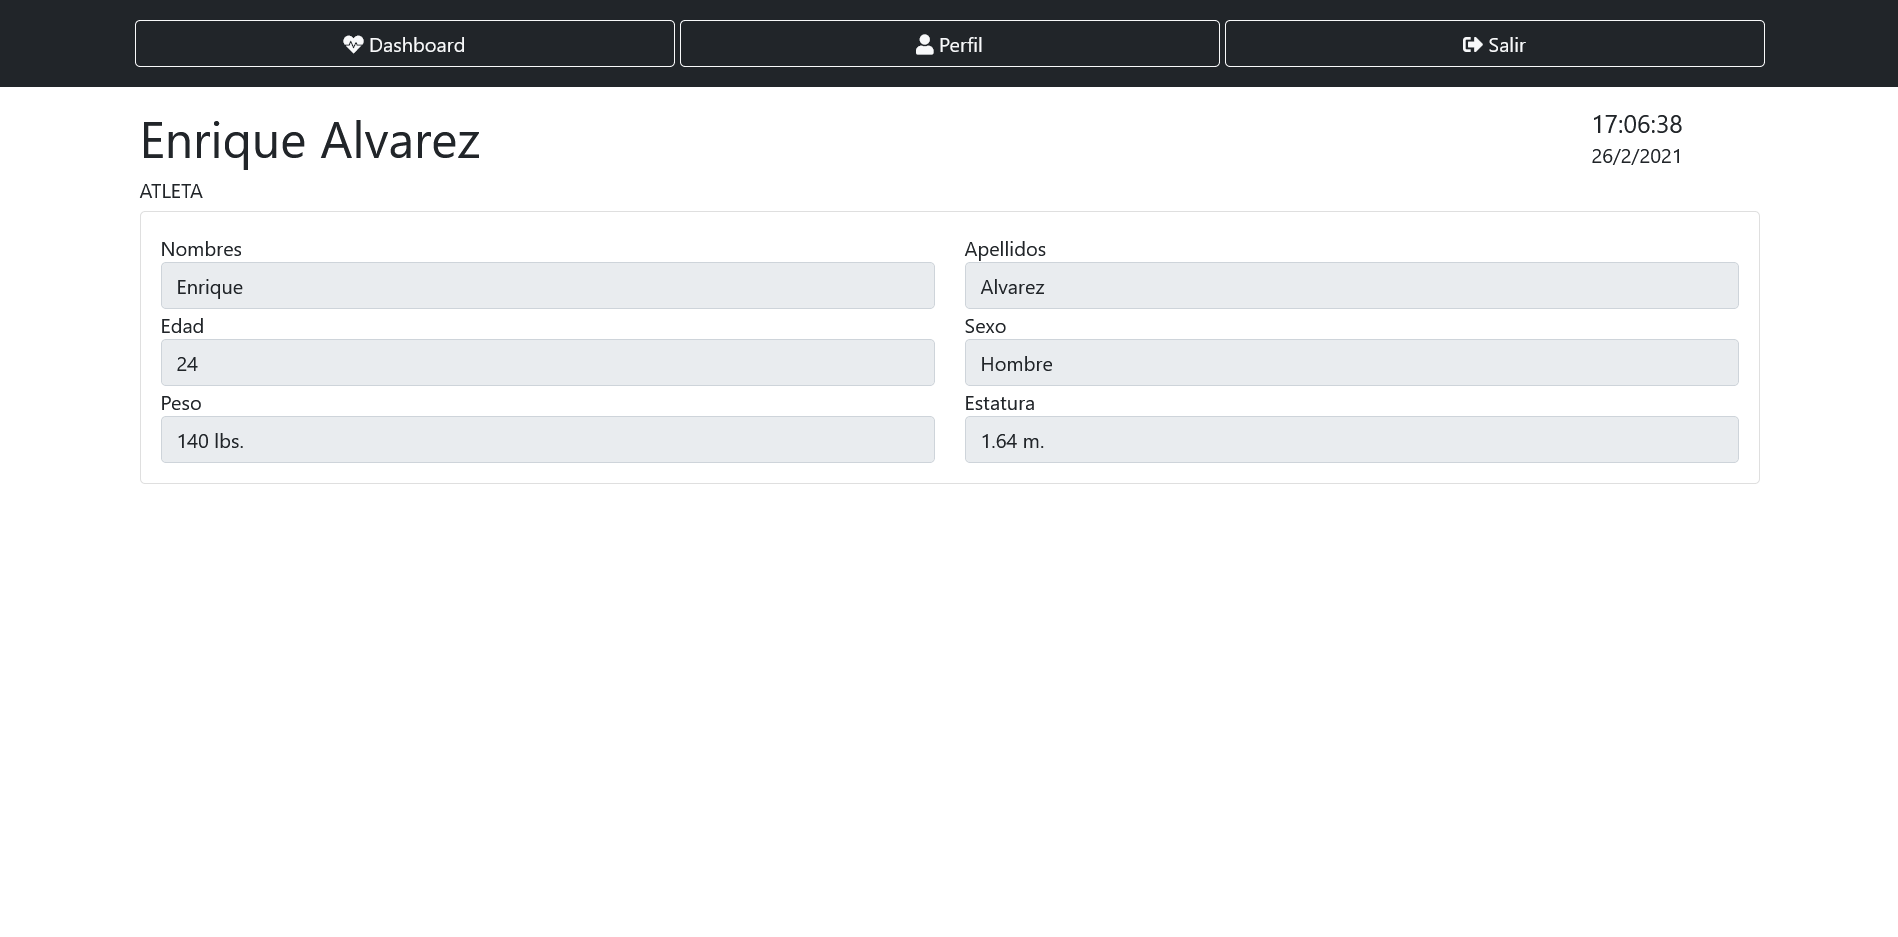 Dashboard Perfil Salir
Enrique Alvarez
17:06:38
26/2/2021
ATLETA
Nombres Apellidos
Enrique Alvarez
Edad Sexo
24 Hombre
Peso Estatura
140 lbs. 1.64 m.